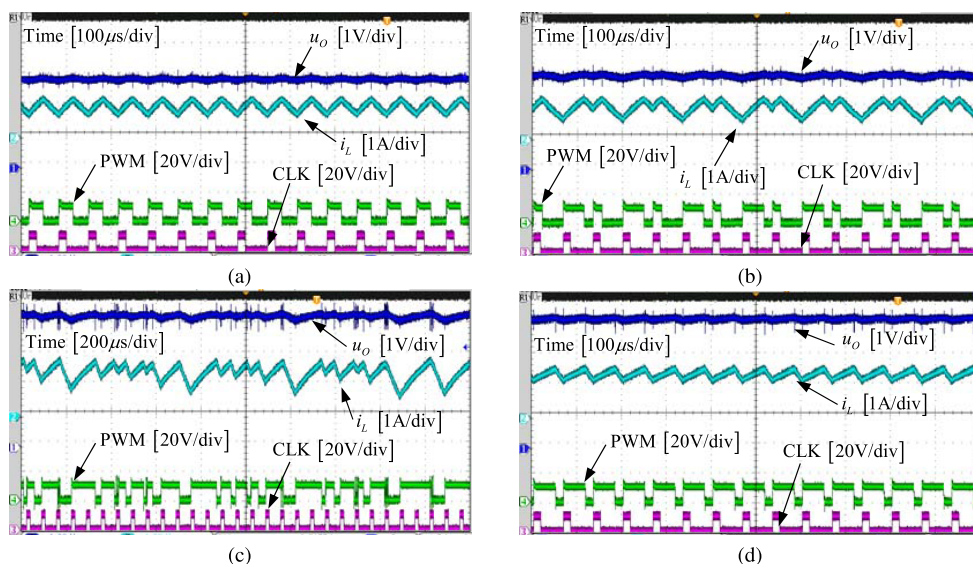 Time [100μs/div]
u_O [1V/div]
i_L [1A/div]
PWM [20V/div]
CLK [20V/div]
(a)
Time [100μs/div]
u_O [1V/div]
PWM [20V/div]
i_L [1A/div]
CLK [20V/div]
(b)
Time [200μs/div]
u_O [1V/div]
i_L [1A/div]
PWM [20V/div]
CLK [20V/div]
(c)
Time [100μs/div]
u_O [1V/div]
i_L [1A/div]
PWM [20V/div]
CLK [20V/div]
(d)